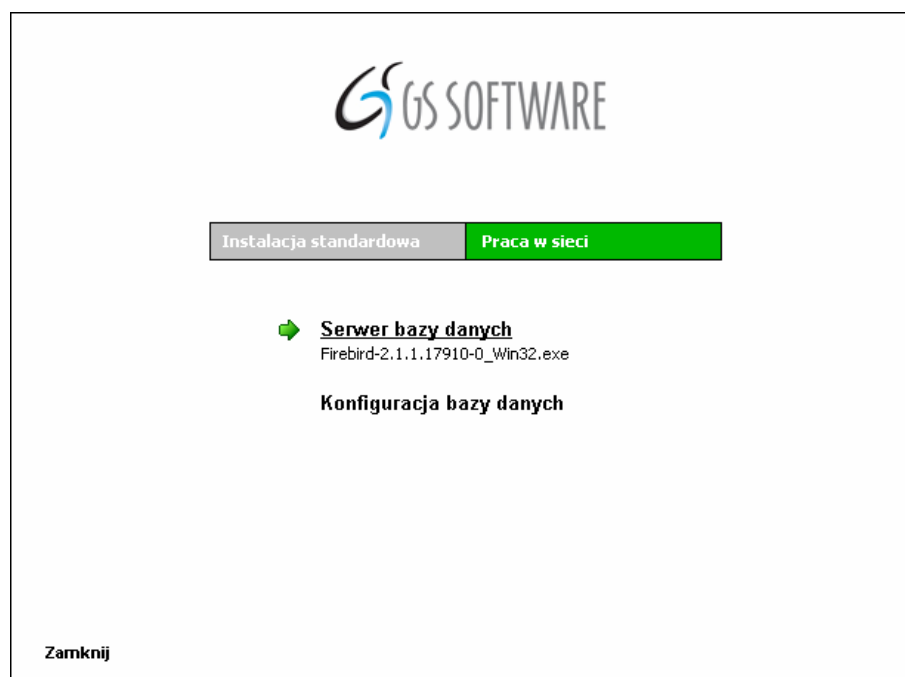 GS SOFTWARE
Instalacja standardowa
Praca w sieci
Serwer bazy danych
Firebird-2.1.1.17910-0_Win32.exe
Konfiguracja bazy danych
Zamknij